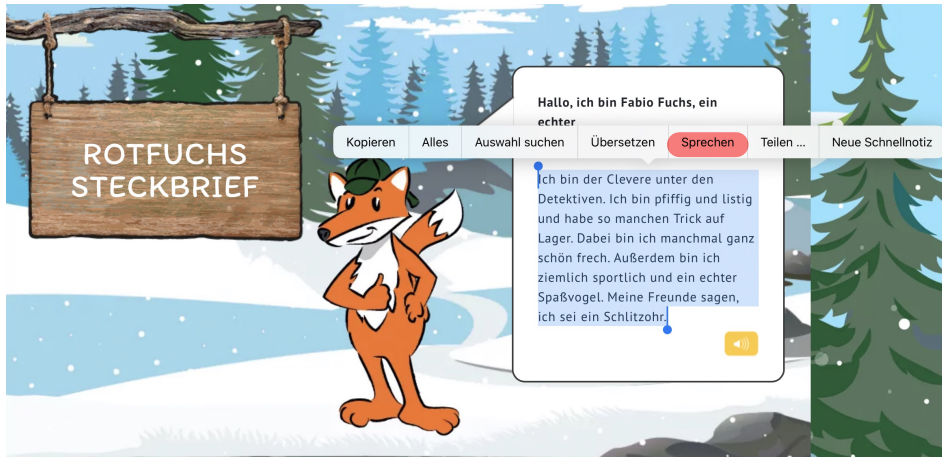 ROTFUCHS
STECKBRIEF
Hallo, ich bin Fabio Fuchs, ein
echter
Kopieren Alles Auswahl suchen Übersetzen Sprechen Teilen ... Neue Schnellnotiz
Ich bin der Clevere unter den
Detektiven. Ich bin pfiffig und listig
und habe so manchen Trick auf
Lager. Dabei bin ich manchmal ganz
schön frech. Außerdem bin ich
ziemlich sportlich und ein echter
Spaßvogel. Meine Freunde sagen,
ich sei ein Schlitzohr.